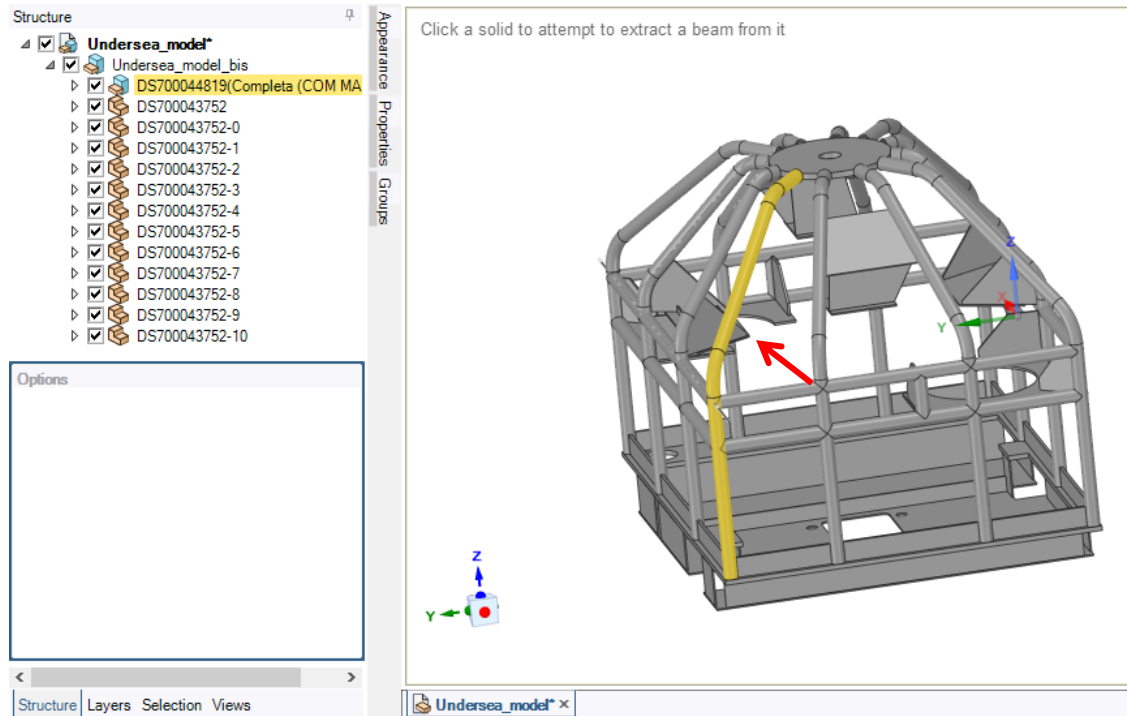 Structure
Undersea_model*
Undersea_model_bis
DS700044819(Completa (COM MA
DS700043752
DS700043752-0
DS700043752-1
DS700043752-2
DS700043752-3
DS700043752-4
DS700043752-5
DS700043752-6
DS700043752-7
DS700043752-8
DS700043752-9
DS700043752-10
Options
Structure Layers Selection Views
Appearance
Properties
Groups
Click a solid to attempt to extract a beam from it
Z
X
Y
Z
Y
Undersea_model*